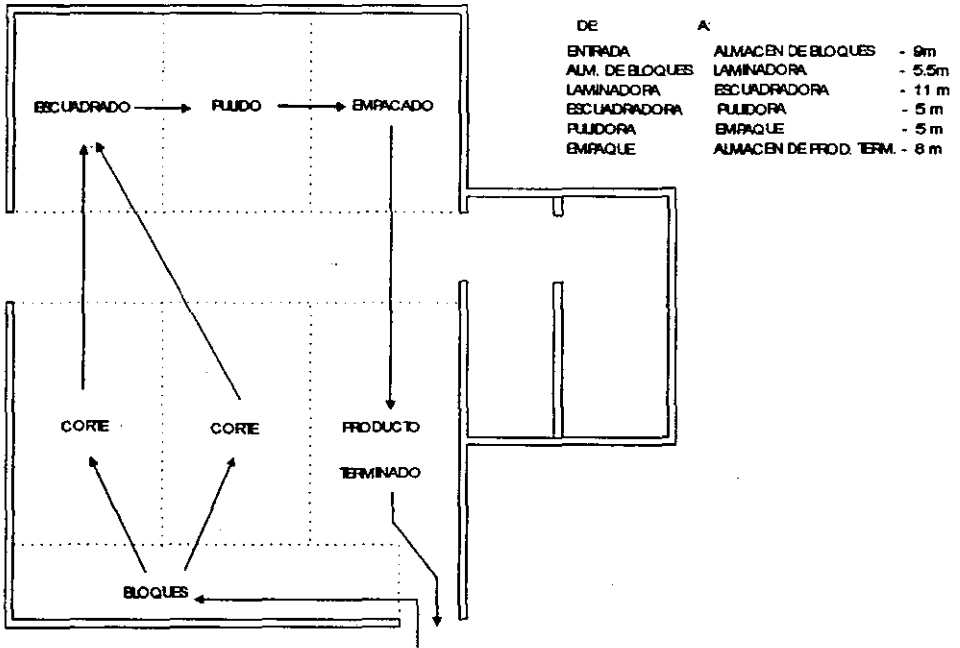 DE A:
ENTRADA ALMACEN DE BLOQUES - 9m
ALM. DE BLOQUES LAMINADORA - 5.5m
LAMINADORA ESCUADRADORA - 11 m
ESCUADRADORA PULIDORA - 5 m
PULIDORA EMPAQUE - 5 m
EMPAQUE ALMACEN DE PROD. TERM. - 8 m
ESCUADRADO PULIDO EMPACADO
CORTE CORTE PRODUCTO
TERMINADO
BLOQUES